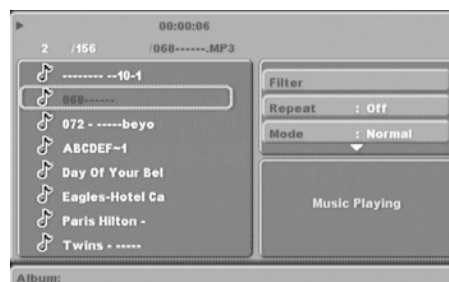 00:00:06
2 /156 /068------.MP3
-------- --10-1
068------
072 - -----beyo
ABCDEF~1
Day Of Your Bel
Eagles-Hotel Ca
Paris Hilton -
Twins - -----
Filter
Repeat : Off
Mode : Normal
Music Playing
Album: